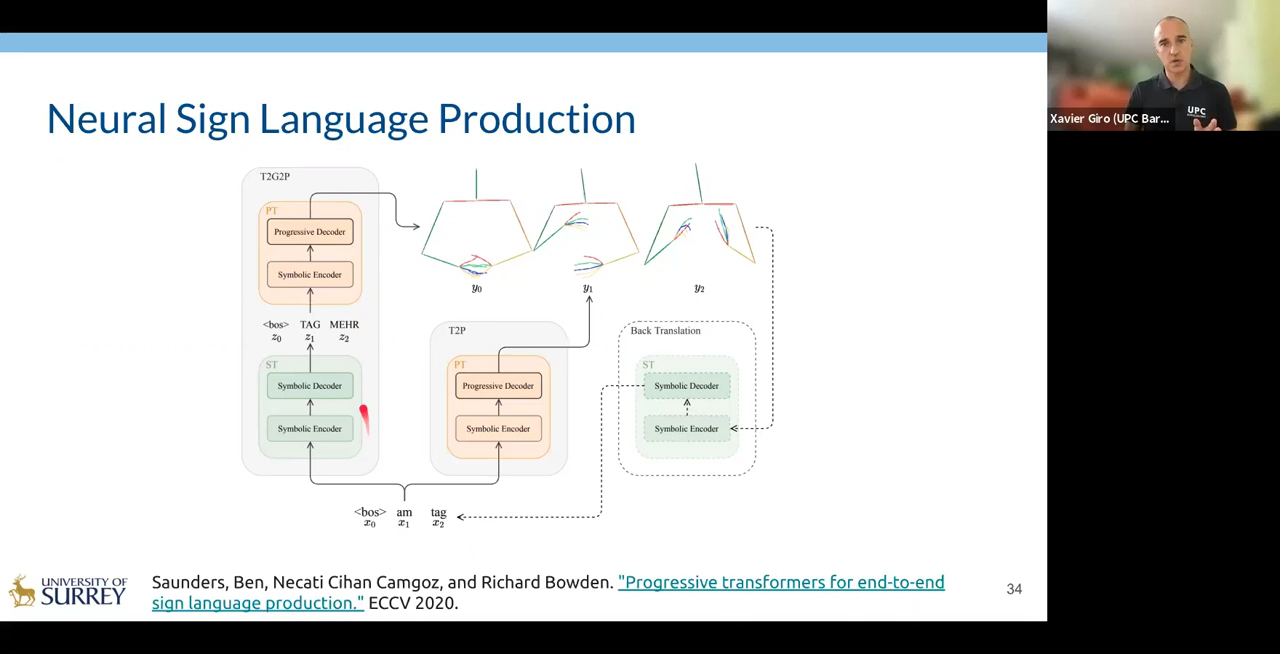 Neural Sign Language Production
T2G2P
PT
Progressive Decoder
Symbolic Encoder
<bos> TAG MEHR
z0 z1 z2
ST
Symbolic Decoder
Symbolic Encoder
y0 y1 y2
T2P
PT
Progressive Decoder
Symbolic Encoder
Back Translation
ST
Symbolic Decoder
Symbolic Encoder
<bos> am tag
x0 x1 x2
UNIVERSITY OF
SURREY
Saunders, Ben, Necati Cihan Camgoz, and Richard Bowden. "Progressive transformers for end-to-end
sign language production." ECCV 2020.
34
UPC
Xavier Giro (UPC Bar...